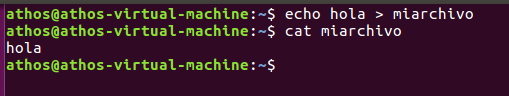 athos@athos-virtual-machine:~$ echo hola > miarchivo
athos@athos-virtual-machine:~$ cat miarchivo
hola
athos@athos-virtual-machine:~$